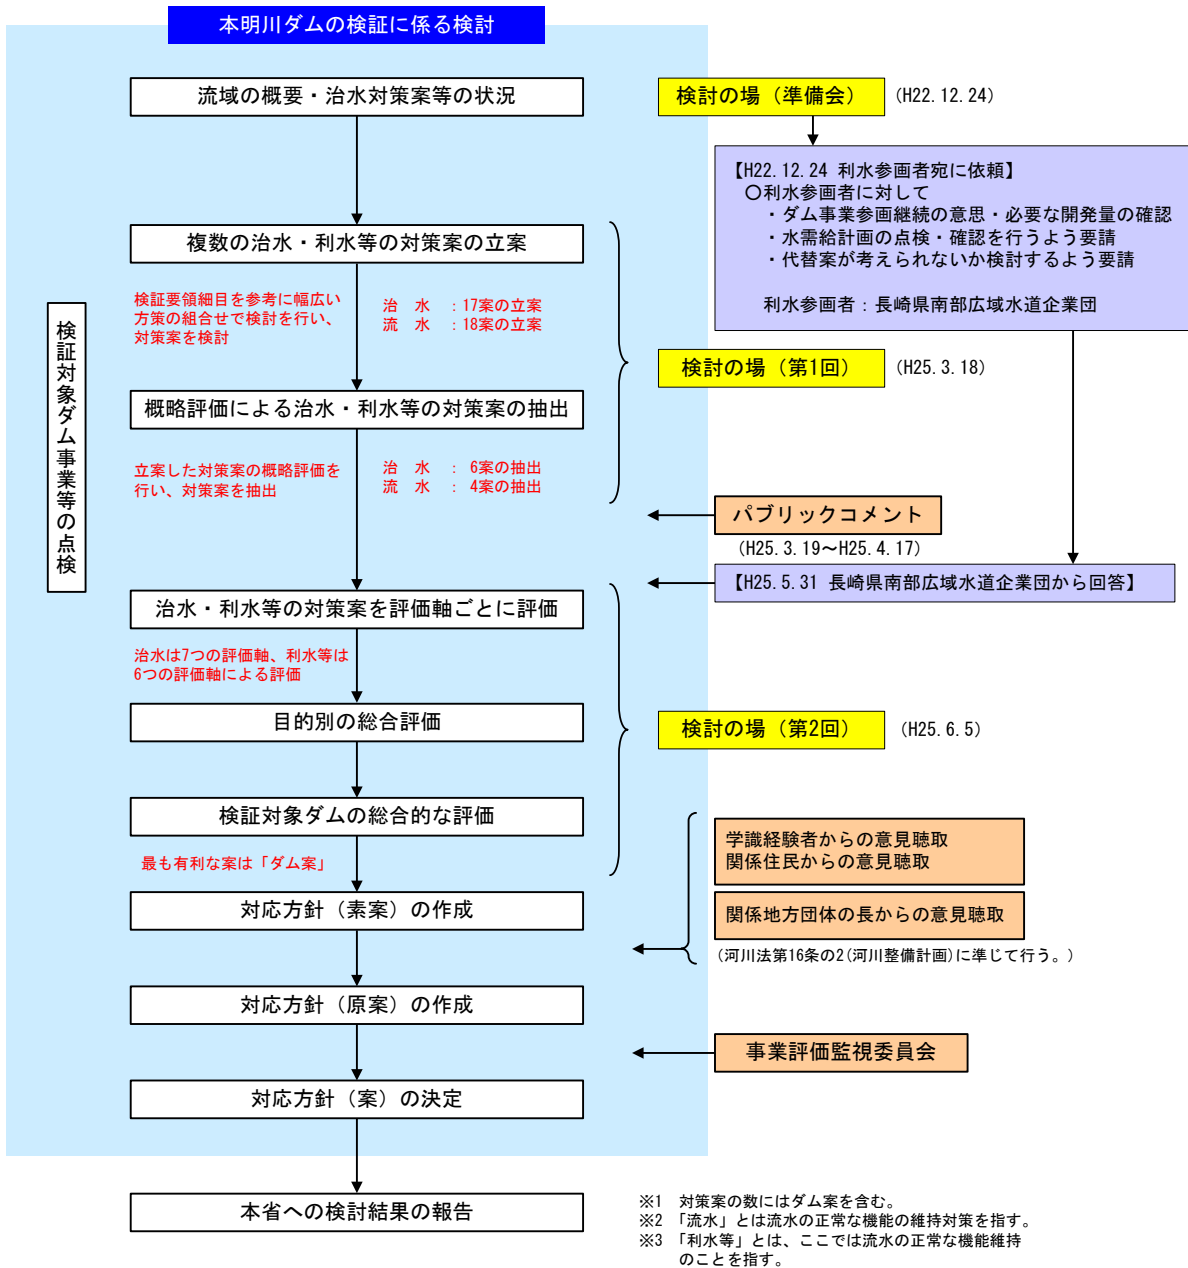 本明川ダムの検証に係る検討
流域の概要・治水対策案等の状況
検討の場（準備会）
（H22.12.24）
【H22.12.24 利水参画者宛に依頼】
〇利水参画者に対して
・ダム事業参画継続の意思・必要な開発量の確認
・水需給計画の点検・確認を行うよう要請
・代替案が考えられないか検討するよう要請
利水参画者：長崎県南部広域水道企業団
複数の治水・利水等の対策案の立案
検証要領細目を参考に幅広い
方策の組合せで検討を行い、
対策案を検討
治　水　：17案の立案
流　水　：18案の立案
検証対象ダム事業等の点検
検討の場（第1回）
（H25.3.18）
概略評価による治水・利水等の対策案の抽出
立案した対策案の概略評価を
行い、対策案を抽出
治　水　：　6案の抽出
流　水　：　4案の抽出
パブリックコメント
（H25.3.19～H25.4.17）
【H25.5.31 長崎県南部広域水道企業団から回答】
治水・利水等の対策案を評価軸ごとに評価
治水は7つの評価軸、利水等は
6つの評価軸による評価
目的別の総合評価
検討の場（第2回）
（H25.6.5）
検証対象ダムの総合的な評価
最も有利な案は「ダム案」
学識経験者からの意見聴取
関係住民からの意見聴取
対応方針（素案）の作成
関係地方団体の長からの意見聴取
（河川法第16条の2(河川整備計画)に準じて行う。）
対応方針（原案）の作成
事業評価監視委員会
対応方針（案）の決定
本省への検討結果の報告
※1　対策案の数にはダム案を含む。
※2　「流水」とは流水の正常な機能の維持対策を指す。
※3　「利水等」とは、ここでは流水の正常な機能維持
のことを指す。